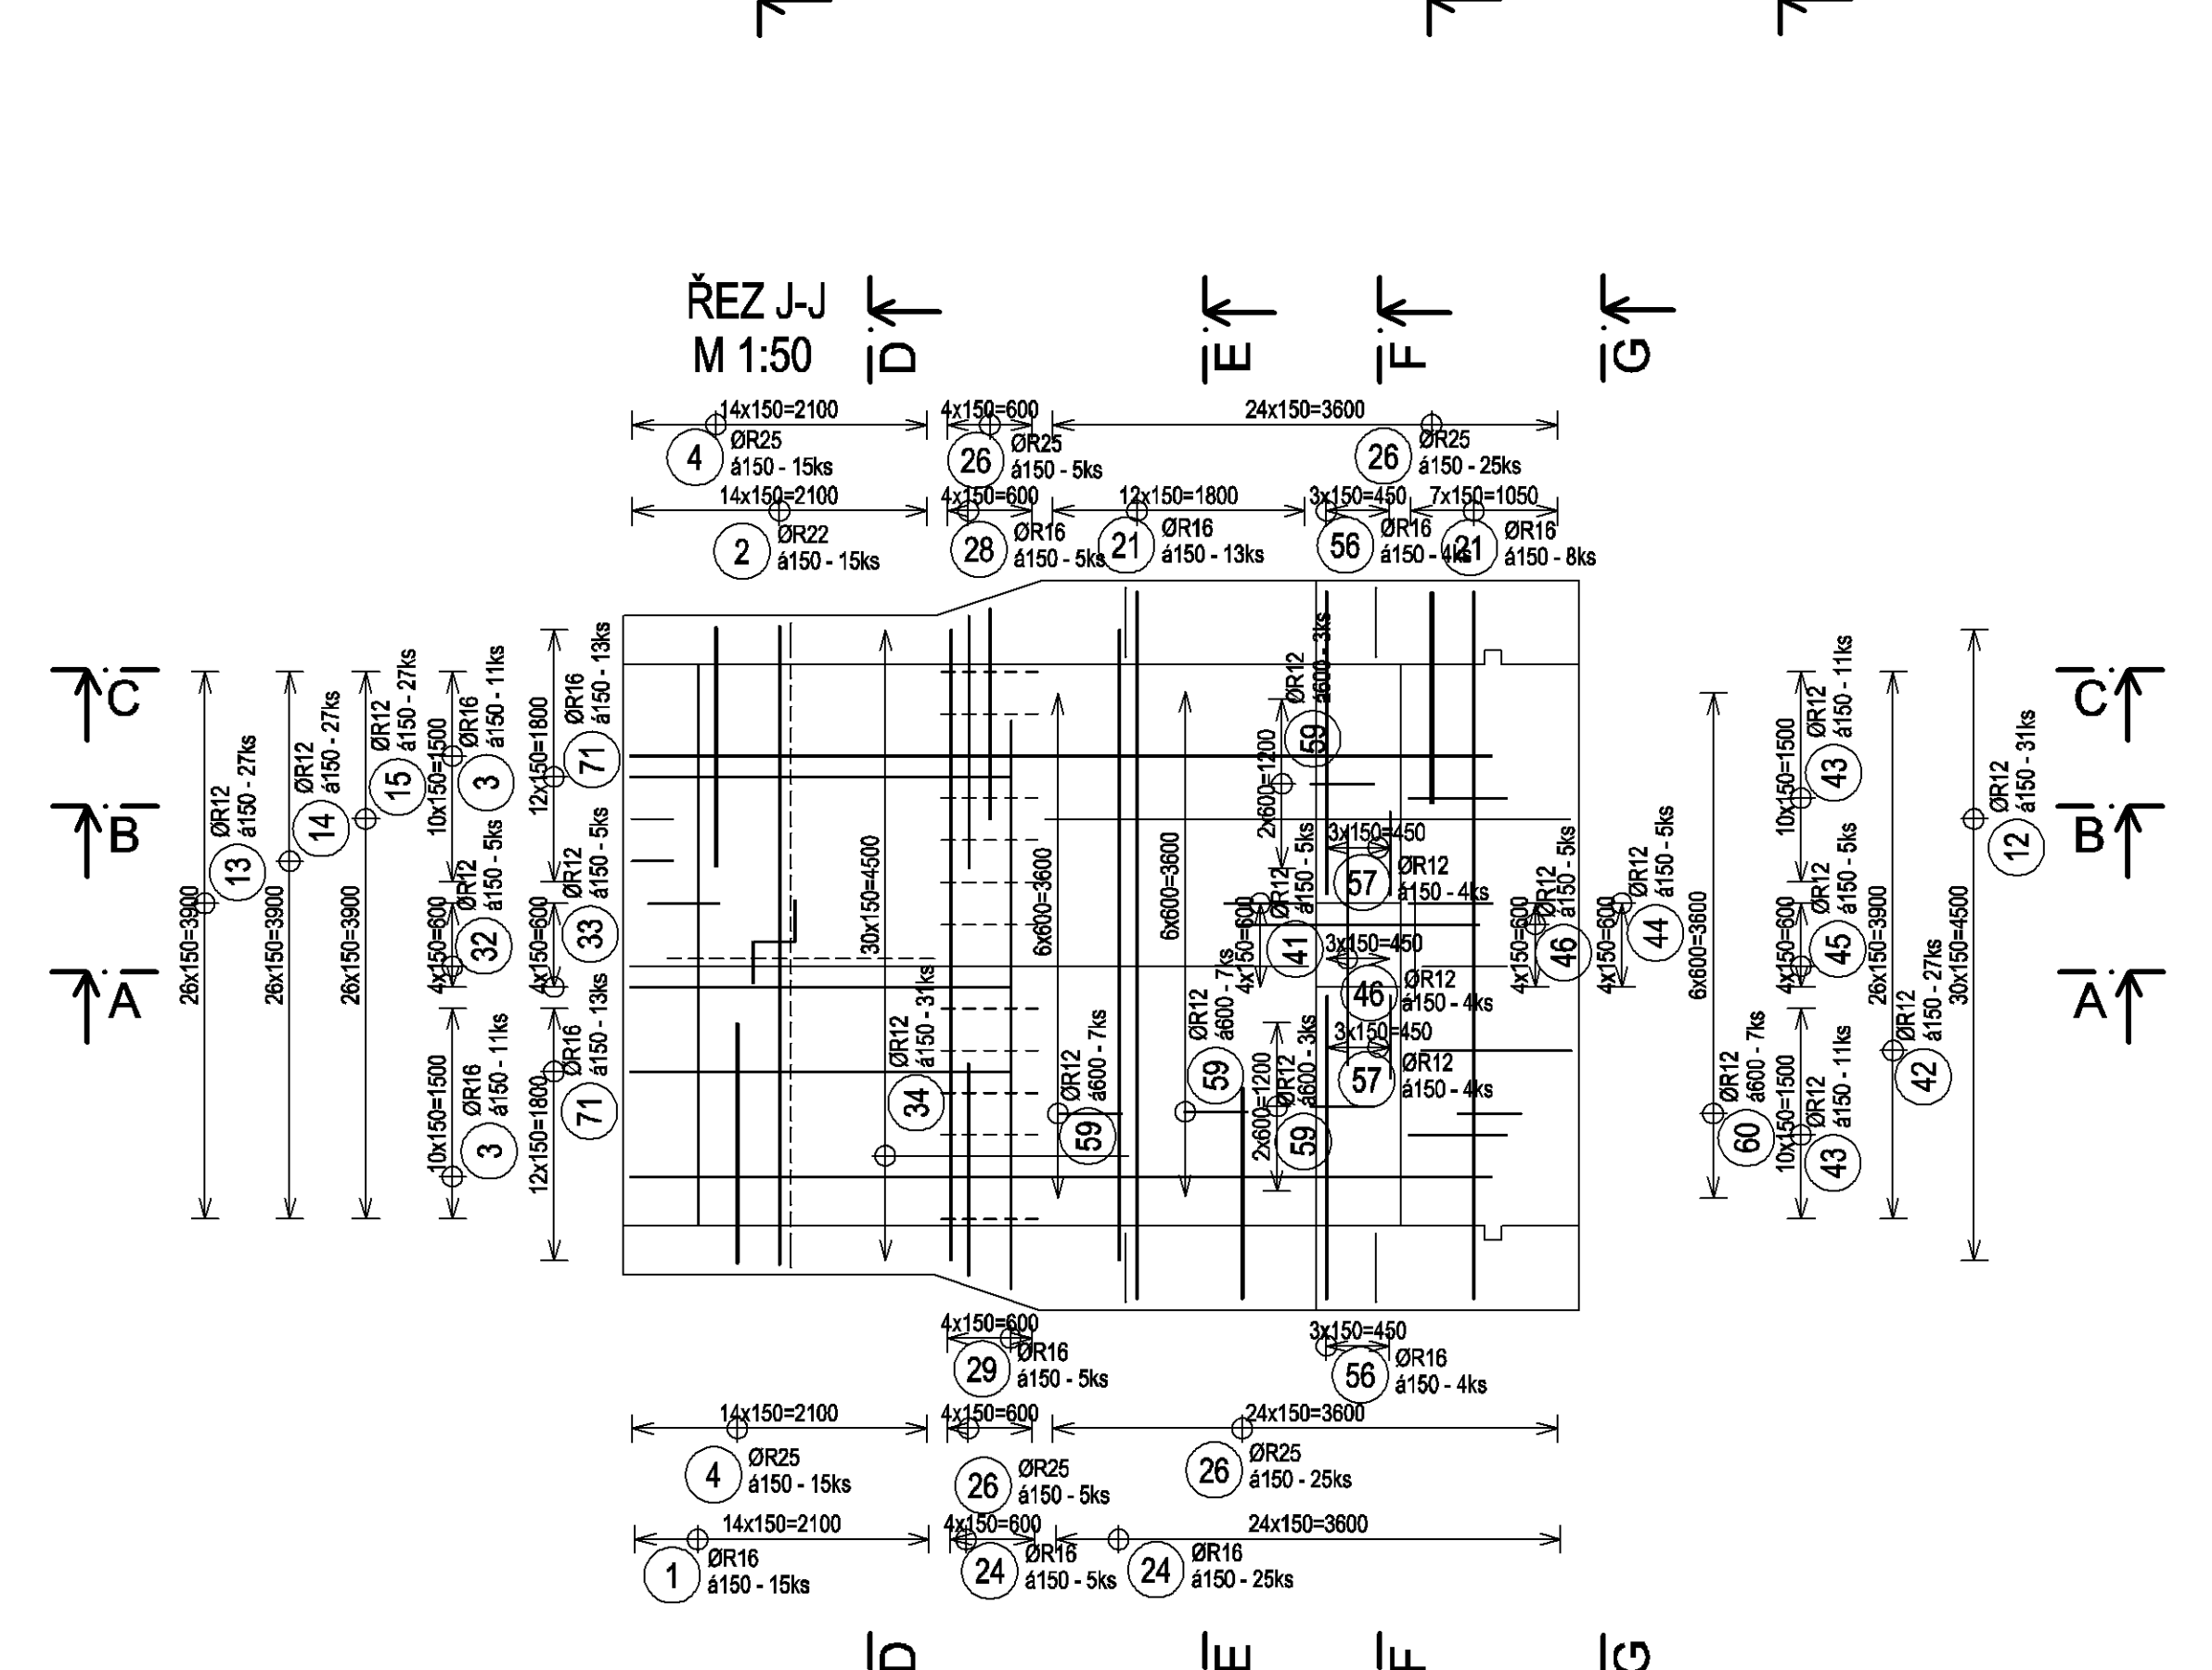 ŘEZ J-J
M 1:50
D
E
F
G
14x150=2100
4x150=600
24x150=3600
4
ØR25
á150 - 15ks
26
ØR25
á150 - 5ks
26
ØR25
á150 - 25ks
14x150=2100
4x150=600
12x150=1800
3x150=450
7x150=1050
2
ØR22
á150 - 15ks
28
ØR16
á150 - 5ks
21
ØR16
á150 - 13ks
56
ØR16
á150 - 4ks
21
ØR16
á150 - 8ks
C
B
A
26x150=3900
13
ØR12
á150 - 27ks
26x150=3900
14
ØR12
á150 - 27ks
26x150=3900
15
ØR12
á150 - 27ks
10x150=1500
3
ØR16
á150 - 11ks
4x150=600
32
ØR12
á150 - 5ks
10x150=1500
3
ØR16
á150 - 11ks
12x150=1800
71
ØR16
á150 - 13ks
4x150=600
33
ØR12
á150 - 5ks
12x150=1800
71
ØR16
á150 - 13ks
30x150=4500
34
ØR12
á150 - 31ks
6x600=3600
59
ØR12
á600 - 7ks
6x600=3600
59
ØR12
á600 - 7ks
2x600=1200
59
ØR12
á600 - 3ks
4x150=600
41
ØR12
á150 - 5ks
2x600=1200
59
ØR12
á600 - 3ks
3x150=450
57
ØR12
á150 - 4ks
3x150=450
46
ØR12
á150 - 4ks
3x150=450
57
ØR12
á150 - 4ks
4x150=600
46
ØR12
á150 - 5ks
4x150=600
44
ØR12
á150 - 5ks
6x600=3600
60
ØR12
á600 - 7ks
10x150=1500
43
ØR12
á150 - 11ks
4x150=600
45
ØR12
á150 - 5ks
10x150=1500
43
ØR12
á150 - 11ks
26x150=3900
42
ØR12
á150 - 27ks
30x150=4500
12
ØR12
á150 - 31ks
C
B
A
4x150=600
29
ØR16
á150 - 5ks
3x150=450
56
ØR16
á150 - 4ks
14x150=2100
4x150=600
24x150=3600
4
ØR25
á150 - 15ks
26
ØR25
á150 - 5ks
26
ØR25
á150 - 25ks
14x150=2100
4x150=600
24x150=3600
1
ØR16
á150 - 15ks
24
ØR16
á150 - 5ks
24
ØR16
á150 - 25ks
D
E
F
G